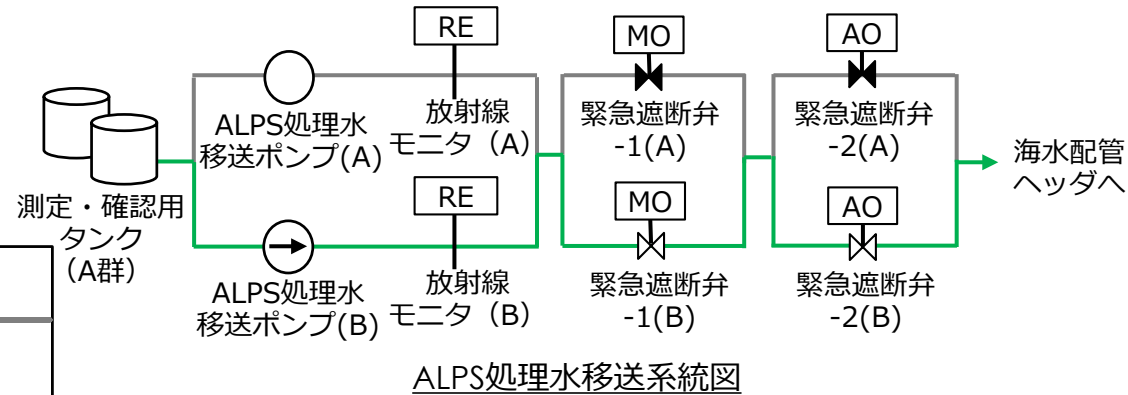 RE
MO
AO
ALPS処理水
移送ポンプ(A)
放射線
モニタ（A）
緊急遮断弁
-1(A)
緊急遮断弁
-2(A)
測定・確認用
タンク
（A群）
RE
MO
AO
海水配管
ヘッダへ
ALPS処理水
移送ポンプ(B)
放射線
モニタ（B）
緊急遮断弁
-1(B)
緊急遮断弁
-2(B)
ALPS処理水移送系統図